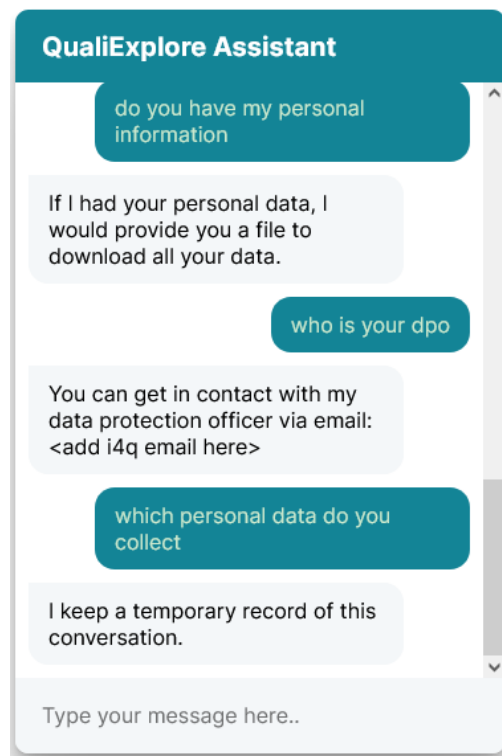 QualiExplore Assistant
do you have my personal
information
If I had your personal data, I
would provide you a file to
download all your data.
who is your dpo
You can get in contact with my
data protection officer via email:
<add i4q email here>
which personal data do you
collect
I keep a temporary record of this
conversation.
Type your message here..